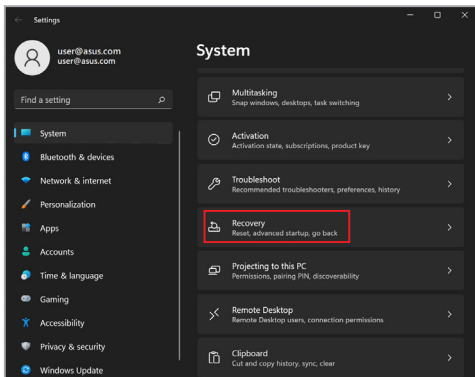 Settings
user@asus.com
user@asus.com
Find a setting
System
Bluetooth & devices
Network & internet
Personalization
Apps
Accounts
Time & language
Gaming
Accessibility
Privacy & security
Windows Update
System
Multitasking
Snap windows, desktops, task switching
Activation
Activation state, subscriptions, product key
Troubleshoot
Recommended troubleshooters, preferences, history
Recovery
Reset, advanced startup, go back
Projecting to this PC
Permissions, pairing PIN, discoverability
Remote Desktop
Remote Desktop users, connection permissions
Clipboard
Cut and copy history, sync, clear